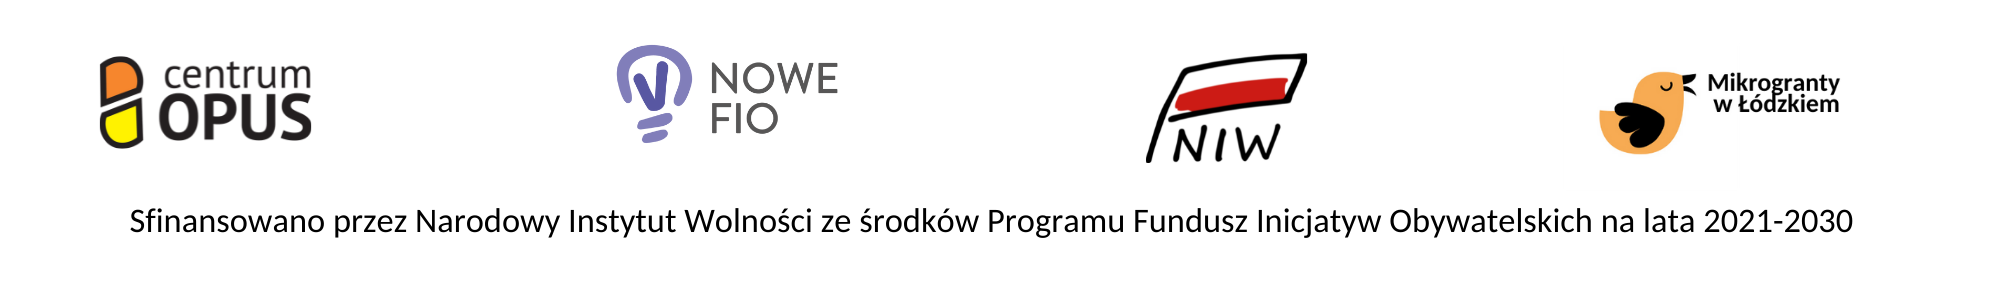 centrum
OPUS
NOWE
FIO
NIW
Mikrogranty
w Łódzkiem
Sfinansowano przez Narodowy Instytut Wolności ze środków Programu Fundusz Inicjatyw Obywatelskich na lata 2021-2030